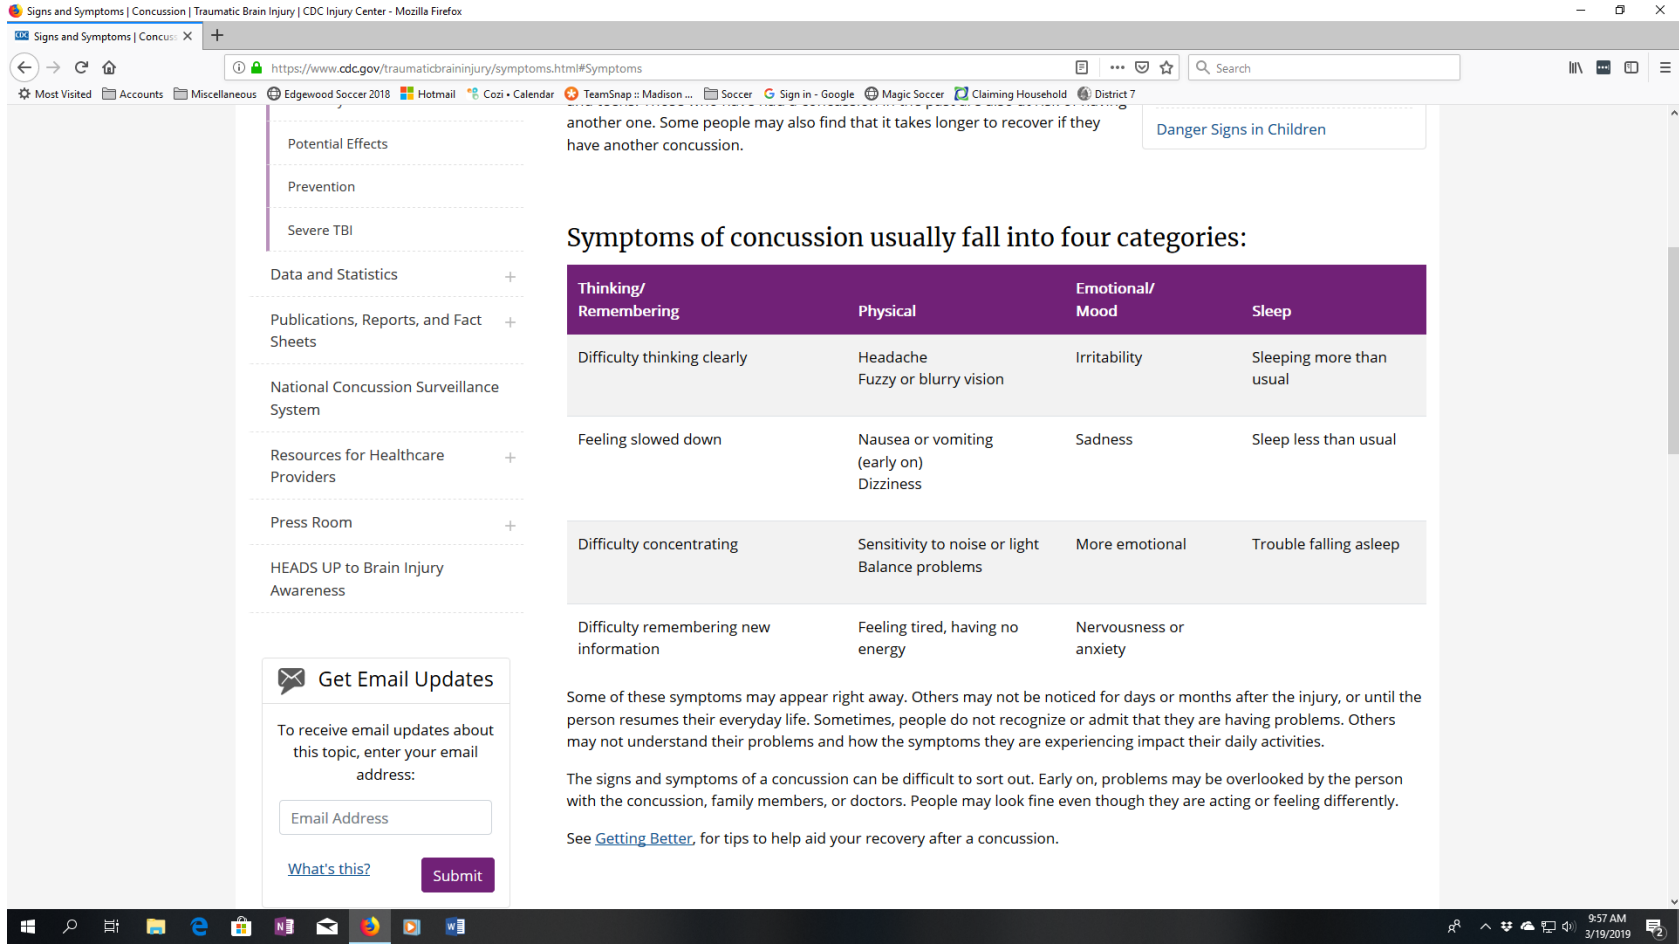 Signs and Symptoms | Concussion | Traumatic Brain Injury | CDC Injury Center - Mozilla Firefox
CDC Signs and Symptoms | Concuss
https://www.cdc.gov/traumaticbraininjury/symptoms.html#Symptoms
Search
Most Visited Accounts Miscellaneous Edgewood Soccer 2018 Hotmail Cozi • Calendar TeamSnap :: Madison ... Soccer Sign in - Google Magic Soccer Claiming Household District 7
Potential Effects
Prevention
Severe TBI
Data and Statistics
Publications, Reports, and Fact
Sheets
National Concussion Surveillance
System
Resources for Healthcare
Providers
Press Room
HEADS UP to Brain Injury
Awareness
Get Email Updates
To receive email updates about
this topic, enter your email
address:
Email Address
What's this?
Submit
another one. Some people may also find that it takes longer to recover if they
have another concussion.
Danger Signs in Children
Symptoms of concussion usually fall into four categories:
Thinking/
Remembering
Physical
Emotional/
Mood
Sleep
Difficulty thinking clearly
Headache
Fuzzy or blurry vision
Irritability
Sleeping more than
usual
Feeling slowed down
Nausea or vomiting
(early on)
Dizziness
Sadness
Sleep less than usual
Difficulty concentrating
Sensitivity to noise or light
Balance problems
More emotional
Trouble falling asleep
Difficulty remembering new
information
Feeling tired, having no
energy
Nervousness or
anxiety
Some of these symptoms may appear right away. Others may not be noticed for days or months after the injury, or until the
person resumes their everyday life. Sometimes, people do not recognize or admit that they are having problems. Others
may not understand their problems and how the symptoms they are experiencing impact their daily activities.
The signs and symptoms of a concussion can be difficult to sort out. Early on, problems may be overlooked by the person
with the concussion, family members, or doctors. People may look fine even though they are acting or feeling differently.
See Getting Better, for tips to help aid your recovery after a concussion.
9:57 AM
3/19/2019
2